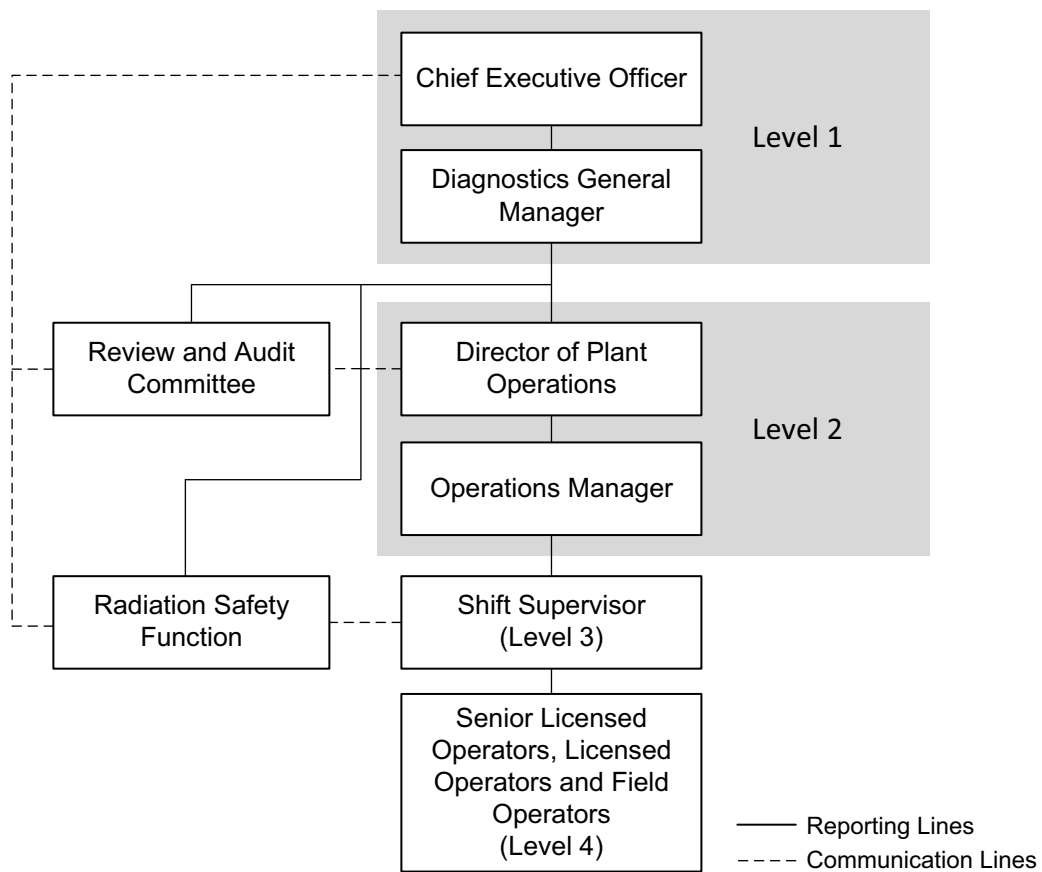 Chief Executive Officer
Level 1
Diagnostics General
Manager
Review and Audit
Committee
Director of Plant
Operations
Level 2
Operations Manager
Radiation Safety
Function
Shift Supervisor
(Level 3)
Senior Licensed
Operators, Licensed
Operators and Field
Operators
(Level 4)
Reporting Lines
Communication Lines